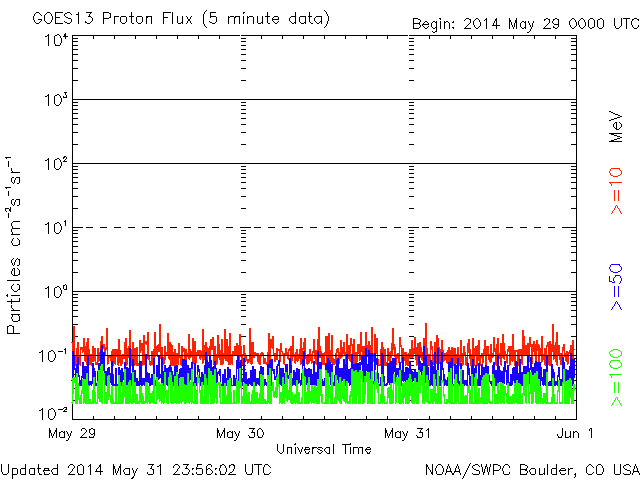 GOES13 Proton Flux (5 minute data)
Begin: 2014 May 29 0000 UTC
Particles cm⁻²s⁻¹sr⁻¹
10⁴
10³
10²
10¹
10⁰
10⁻¹
10⁻²
MeV
>=10
>=50
>=100
May 29
May 30
May 31
Jun 1
Universal Time
Updated 2014 May 31 23:56:02 UTC
NOAA/SWPC Boulder, CO USA